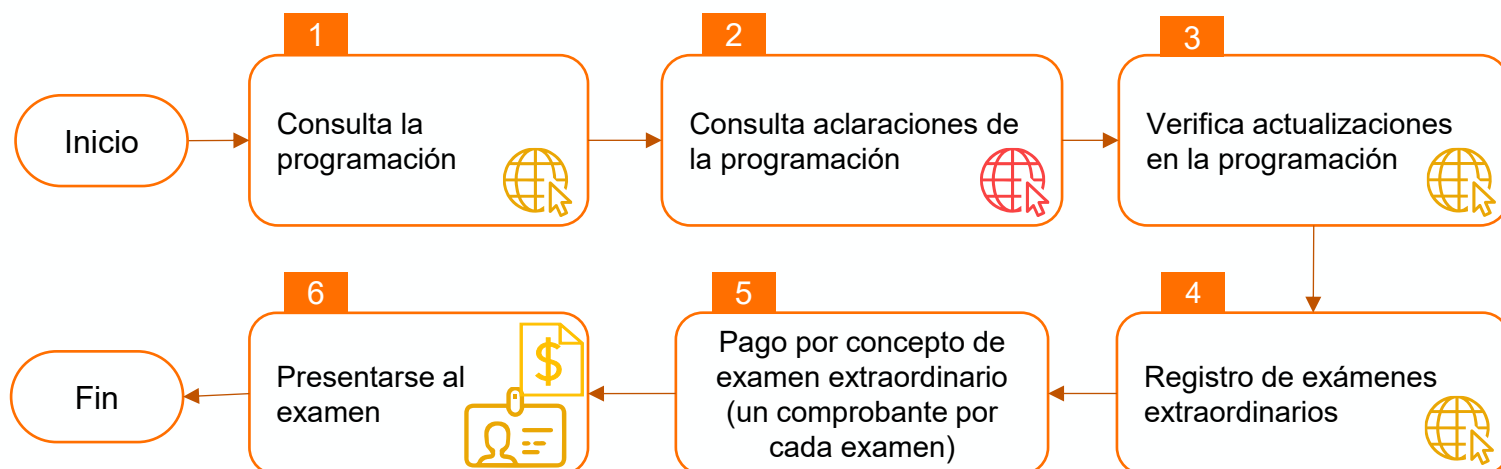 1
Inicio
Consulta la
programación
2
Consulta aclaraciones de
la programación
3
Verifica actualizaciones
en la programación
4
Registro de exámenes
extraordinarios
5
Pago por concepto de
examen extraordinario
(un comprobante por
cada examen)
6
Presentarse al
examen
$
Fin